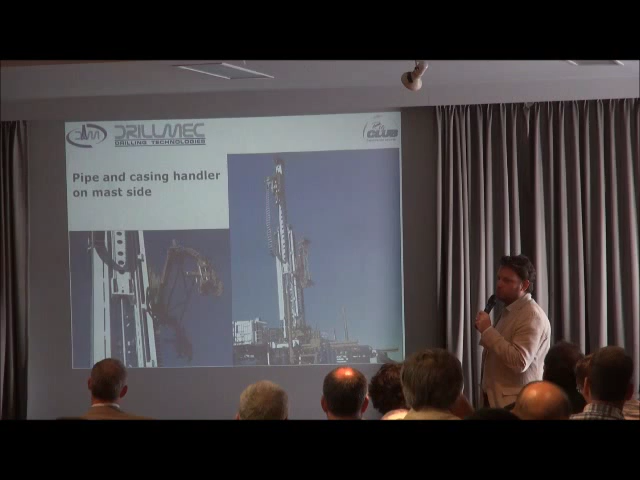 DRILLMEC
DRILLING TECHNOLOGIES
CLUB
Pipe and casing handler
on mast side